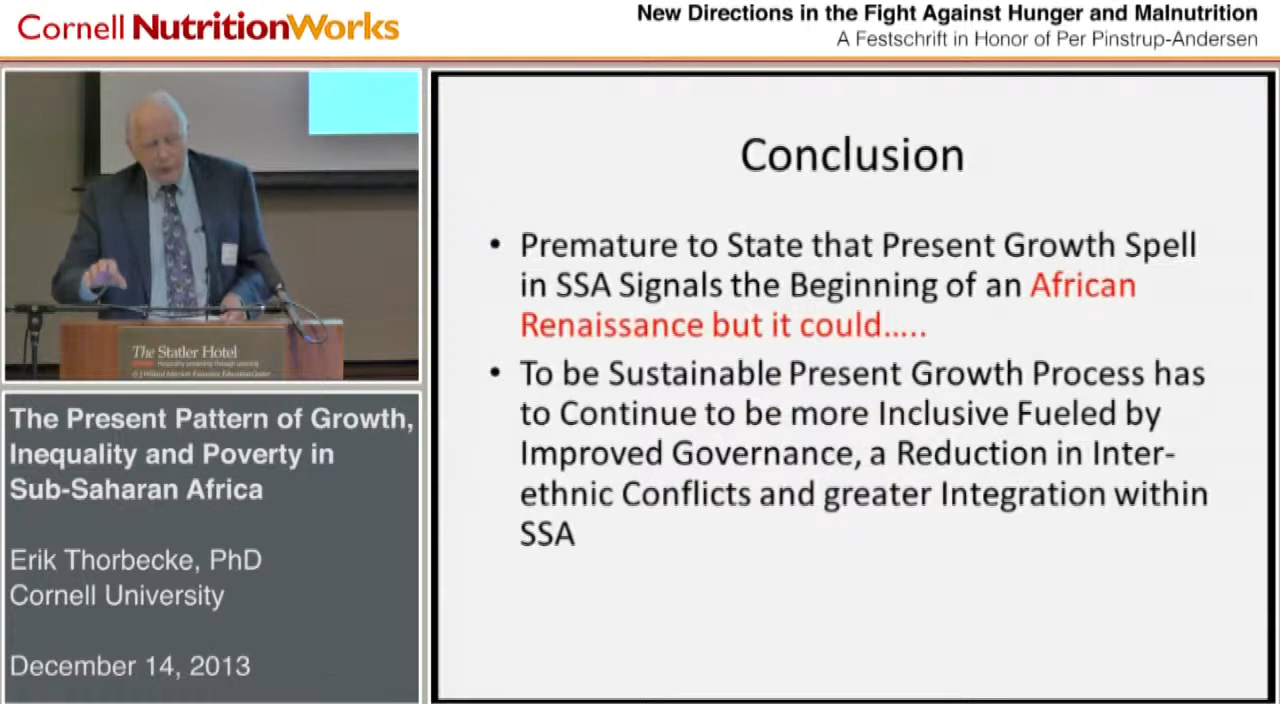 Cornell NutritionWorks
New Directions in the Fight Against Hunger and Malnutrition
A Festschrift in Honor of Per Pinstrup-Andersen
The Statler Hotel
The Present Pattern of Growth,
Inequality and Poverty in
Sub-Saharan Africa
Erik Thorbecke, PhD
Cornell University
December 14, 2013
Conclusion
• Premature to State that Present Growth Spell
in SSA Signals the Beginning of an African
Renaissance but it could.....
• To be Sustainable Present Growth Process has
to Continue to be more Inclusive Fueled by
Improved Governance, a Reduction in Inter-
ethnic Conflicts and greater Integration within
SSA